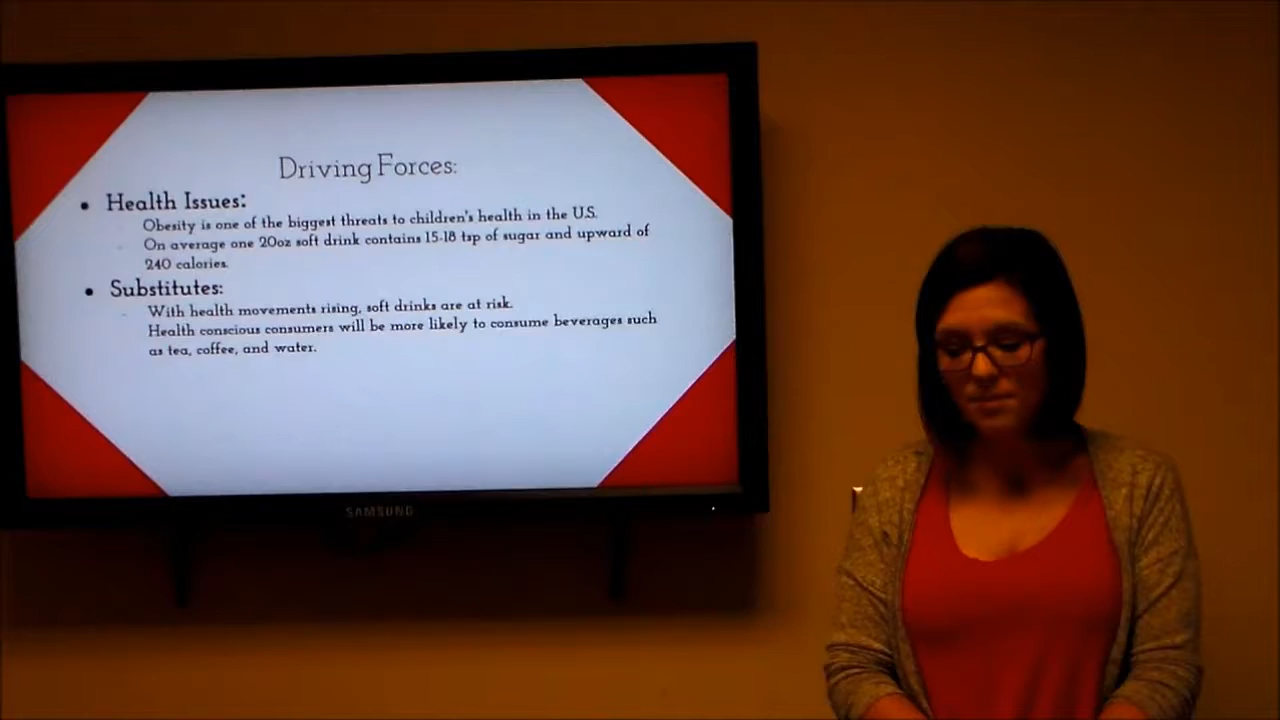 Driving Forces:
• Health Issues:
Obesity is one of the biggest threats to children's health in the U.S.
- On average one 20oz soft drink contains 15-18 tsp of sugar and upward of
240 calories.
• Substitutes:
- With health movements rising, soft drinks are at risk.
Health conscious consumers will be more likely to consume beverages such
as tea, coffee, and water.
SAMSUNG